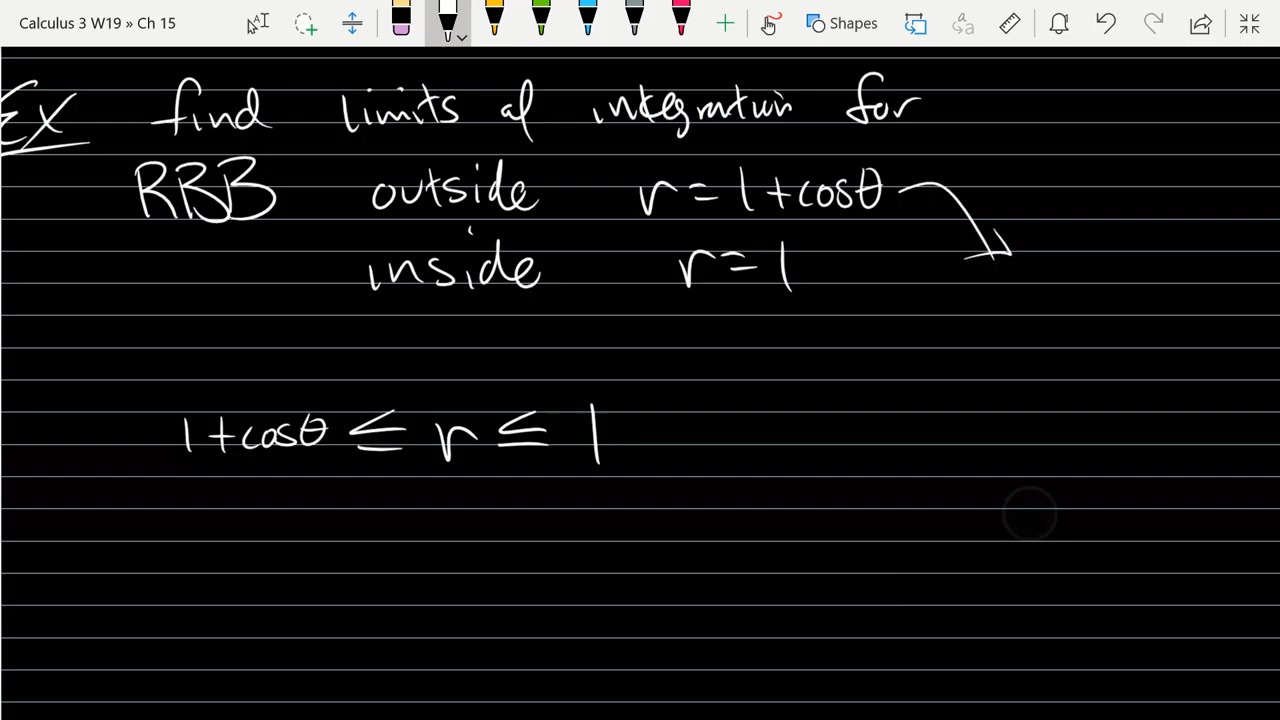 Calculus 3 W19 » Ch 15
Shapes
EX find limits of integration for
RBB outside r = 1+cosθ
inside r = 1
1+cosθ ≤ r ≤ 1